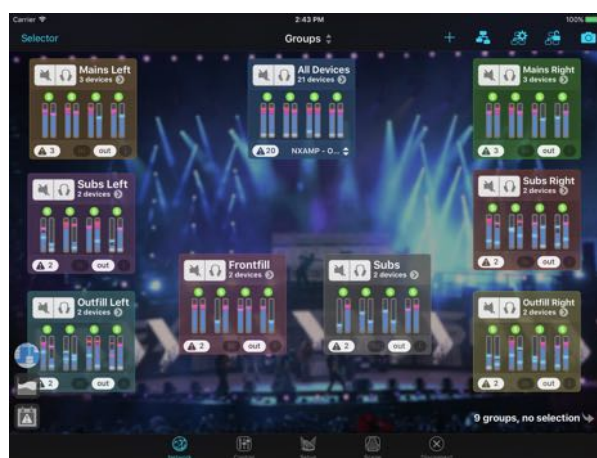 Carrier
2:43 PM
100%
Selector
Groups
Mains Left
3 devices
3
out
All Devices
21 devices
20
NXAMP - O...
Mains Right
3 devices
3
out
Subs Left
2 devices
2
out
Subs Right
2 devices
2
out
Frontfill
2 devices
2
out
Subs
2 devices
2
out
Outfill Left
2 devices
2
out
Outfill Right
2 devices
2
out
9 groups, no selection
Network